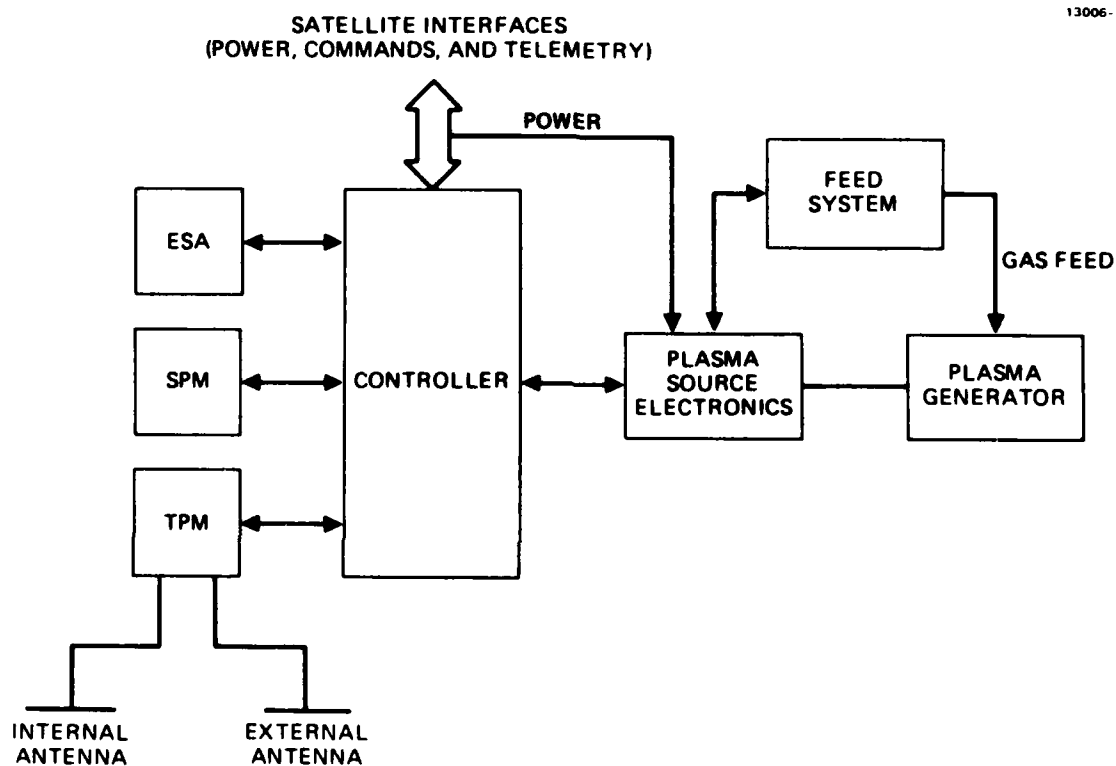 13006-
SATELLITE INTERFACES
(POWER, COMMANDS, AND TELEMETRY)
POWER
FEED
SYSTEM
ESA
GAS FEED
SPM
CONTROLLER
PLASMA
SOURCE
ELECTRONICS
PLASMA
GENERATOR
TPM
INTERNAL
ANTENNA
EXTERNAL
ANTENNA